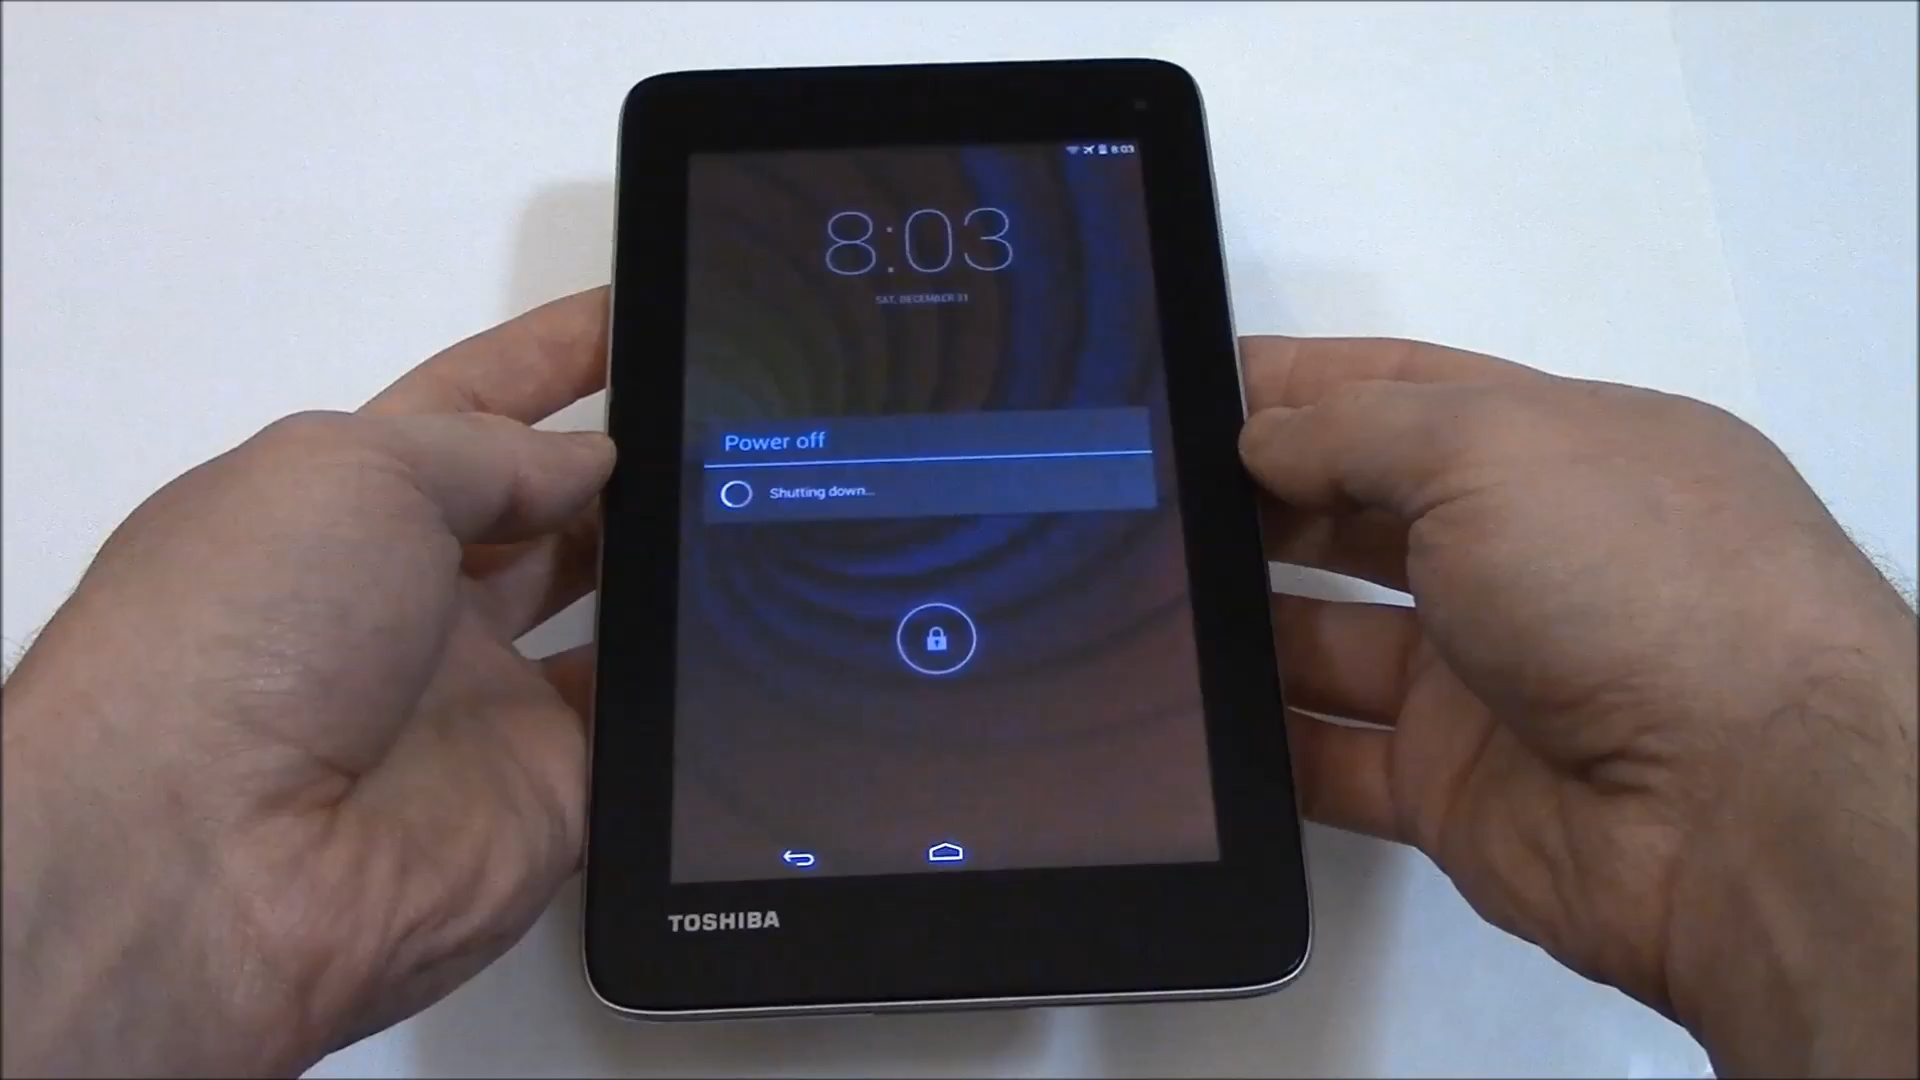 8:03
8:03
SAT, DECEMBER 31
Power off
Shutting down...
TOSHIBA